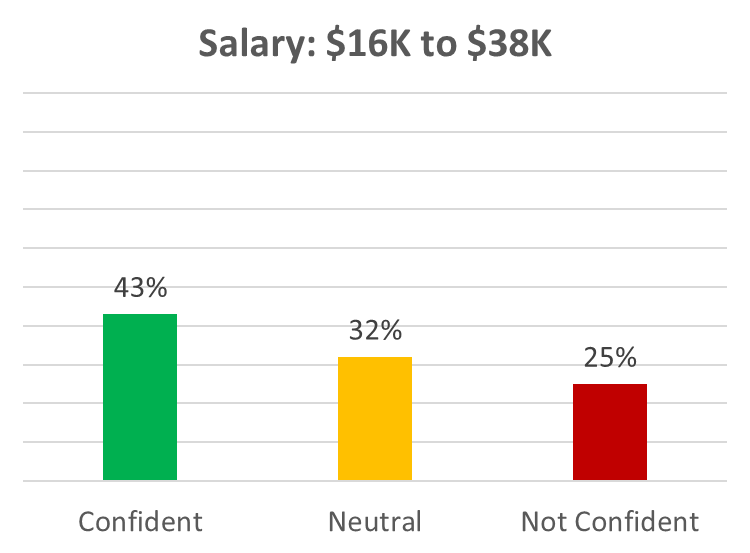 Salary: $16K to $38K
43%
32%
25%
Confident
Neutral
Not Confident